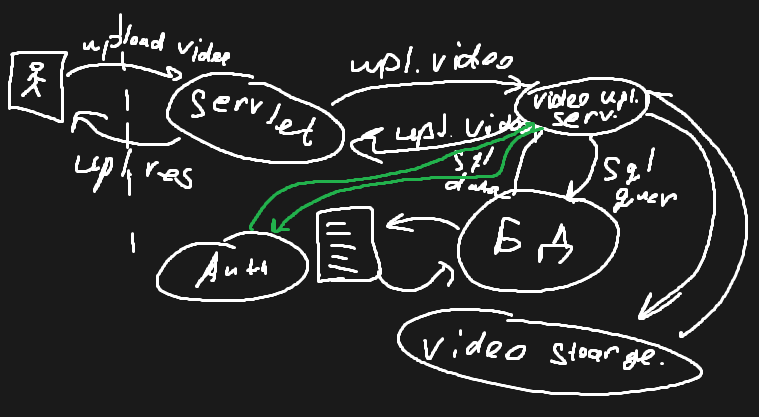 upload video
upl. video
Servlet
video upl.
serv.
upl. video
upl res
sql
data
Sql
quer
БД
Auth
video stoarge.